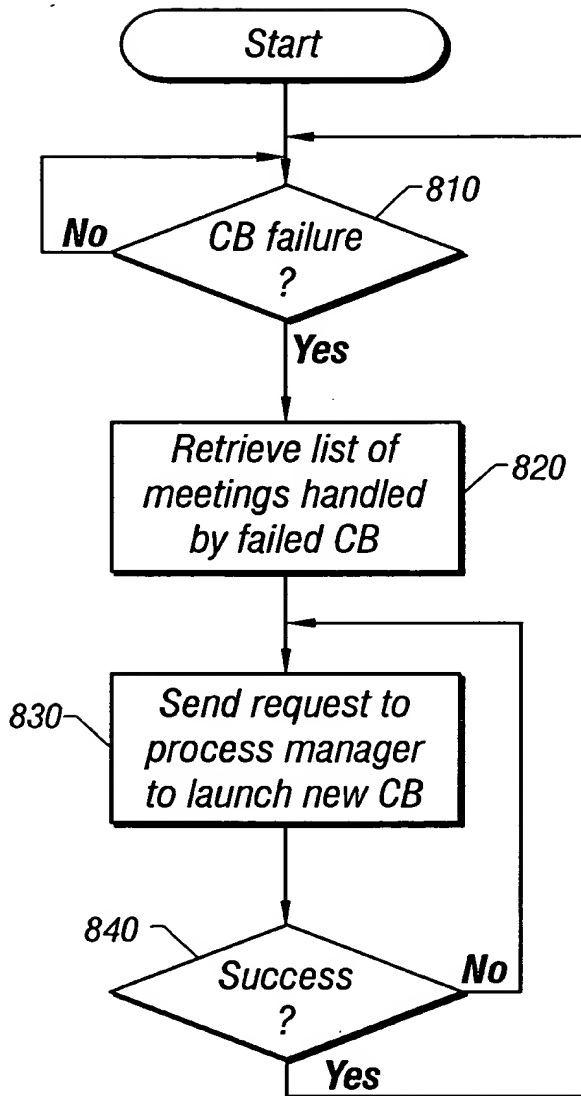 Start
810
CB failure
?
No
Yes
Retrieve list of
meetings handled
by failed CB
820
Send request to
process manager
to launch new CB
830
840
Success
?
No
Yes